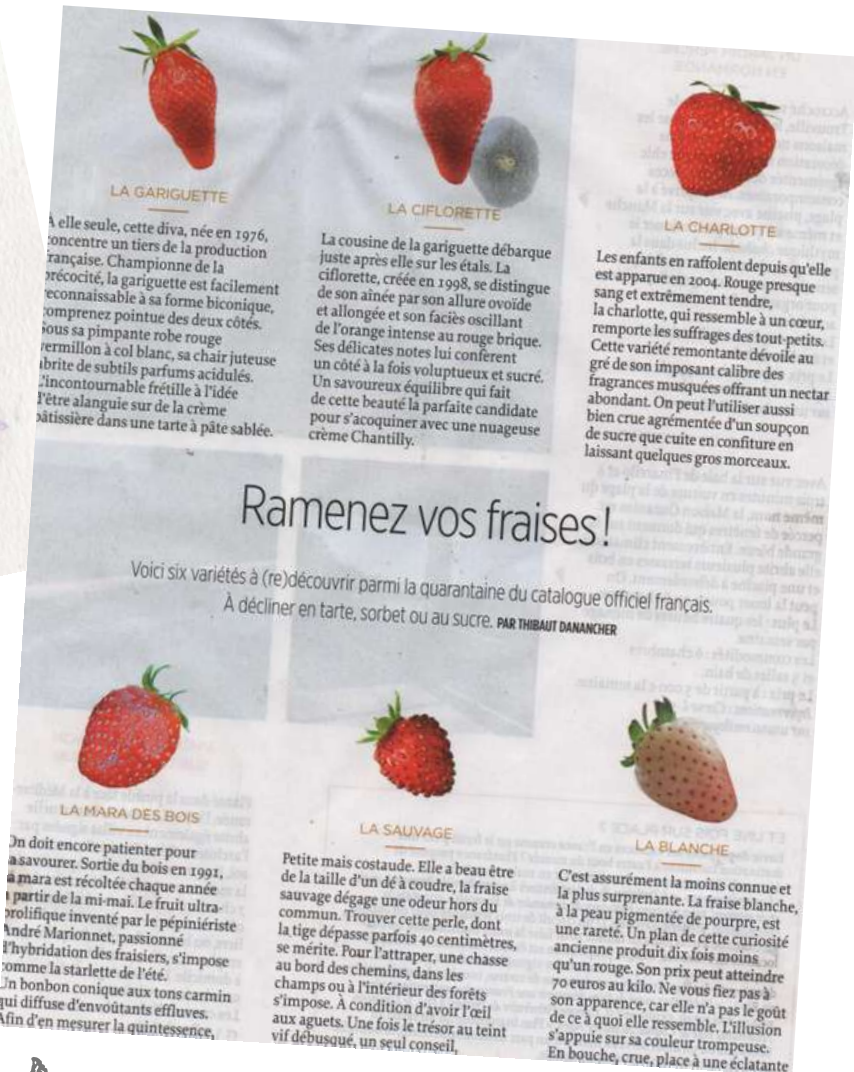 LA GARIGUETTE
À elle seule, cette diva, née en 1976,
concentre un tiers de la production
française. Championne de la
précocité, la gariguette est facilement
reconnaissable à sa forme biconique,
comprenez pointue des deux côtés.
Sous sa pimpante robe rouge
vermillon à col blanc, sa chair juteuse
abrite de subtils parfums acidulés.
L'incontournable frétille à l'idée
d'être alanguie sur de la crème
pâtissière dans une tarte à pâte sablée.
LA CIFLORETTE
La cousine de la gariguette débarque
juste après elle sur les étals. La
ciflorette, créée en 1998, se distingue
de son ainée par son allure ovoïde
et allongée et son faciès oscillant
de l'orange intense au rouge brique.
Ses délicates notes lui confèrent
un côté à la fois voluptueux et sucré.
Un savoureux équilibre qui fait
de cette beauté la parfaite candidate
pour s'acoquiner avec une nuageuse
crème Chantilly.
LA CHARLOTTE
Les enfants en raffolent depuis qu'elle
est apparue en 2004. Rouge presque
sang et extrêmement tendre,
la charlotte, qui ressemble à un cœur,
remporte les suffrages des tout-petits.
Cette variété remontante dévoile au
gré de son imposant calibre des
fragrances musquées offrant un nectar
abondant. On peut l'utiliser aussi
bien crue agrémentée d'un soupçon
de sucre que cuite en confiture en
laissant quelques gros morceaux.
Ramenez vos fraises !
Voici six variétés à (re)découvrir parmi la quarantaine du catalogue officiel français.
À décliner en tarte, sorbet ou au sucre. PAR THIBAUT DANANCHER
LA MARA DES BOIS
On doit encore patienter pour
la savourer. Sortie du bois en 1991,
la mara est récoltée chaque année
à partir de la mi-mai. Le fruit ultra-
prolifique inventé par le pépiniériste
André Marionnet, passionné
d'hybridation des fraisiers, s'impose
comme la starlette de l'été.
Un bonbon conique aux tons carmin
qui diffuse d'envoûtants effluves.
Afin d'en mesurer la quintessence,
LA SAUVAGE
Petite mais costaude. Elle a beau être
de la taille d'un dé à coudre, la fraise
sauvage dégage une odeur hors du
commun. Trouver cette perle, dont
la tige dépasse parfois 40 centimètres,
se mérite. Pour l'attraper, une chasse
au bord des chemins, dans les
champs ou à l'intérieur des forêts
s'impose. À condition d'avoir l'œil
aux aguets. Une fois le trésor au teint
vif débusqué, un seul conseil,
LA BLANCHE
C'est assurément la moins connue et
la plus surprenante. La fraise blanche,
à la peau pigmentée de pourpre, est
une rareté. Un plan de cette curiosité
ancienne produit dix fois moins
qu'un rouge. Son prix peut atteindre
70 euros au kilo. Ne vous fiez pas à
son apparence, car elle n'a pas le goût
de ce à quoi elle ressemble. L'illusion
s'appuie sur sa couleur trompeuse.
En bouche, crue, place à une éclatante